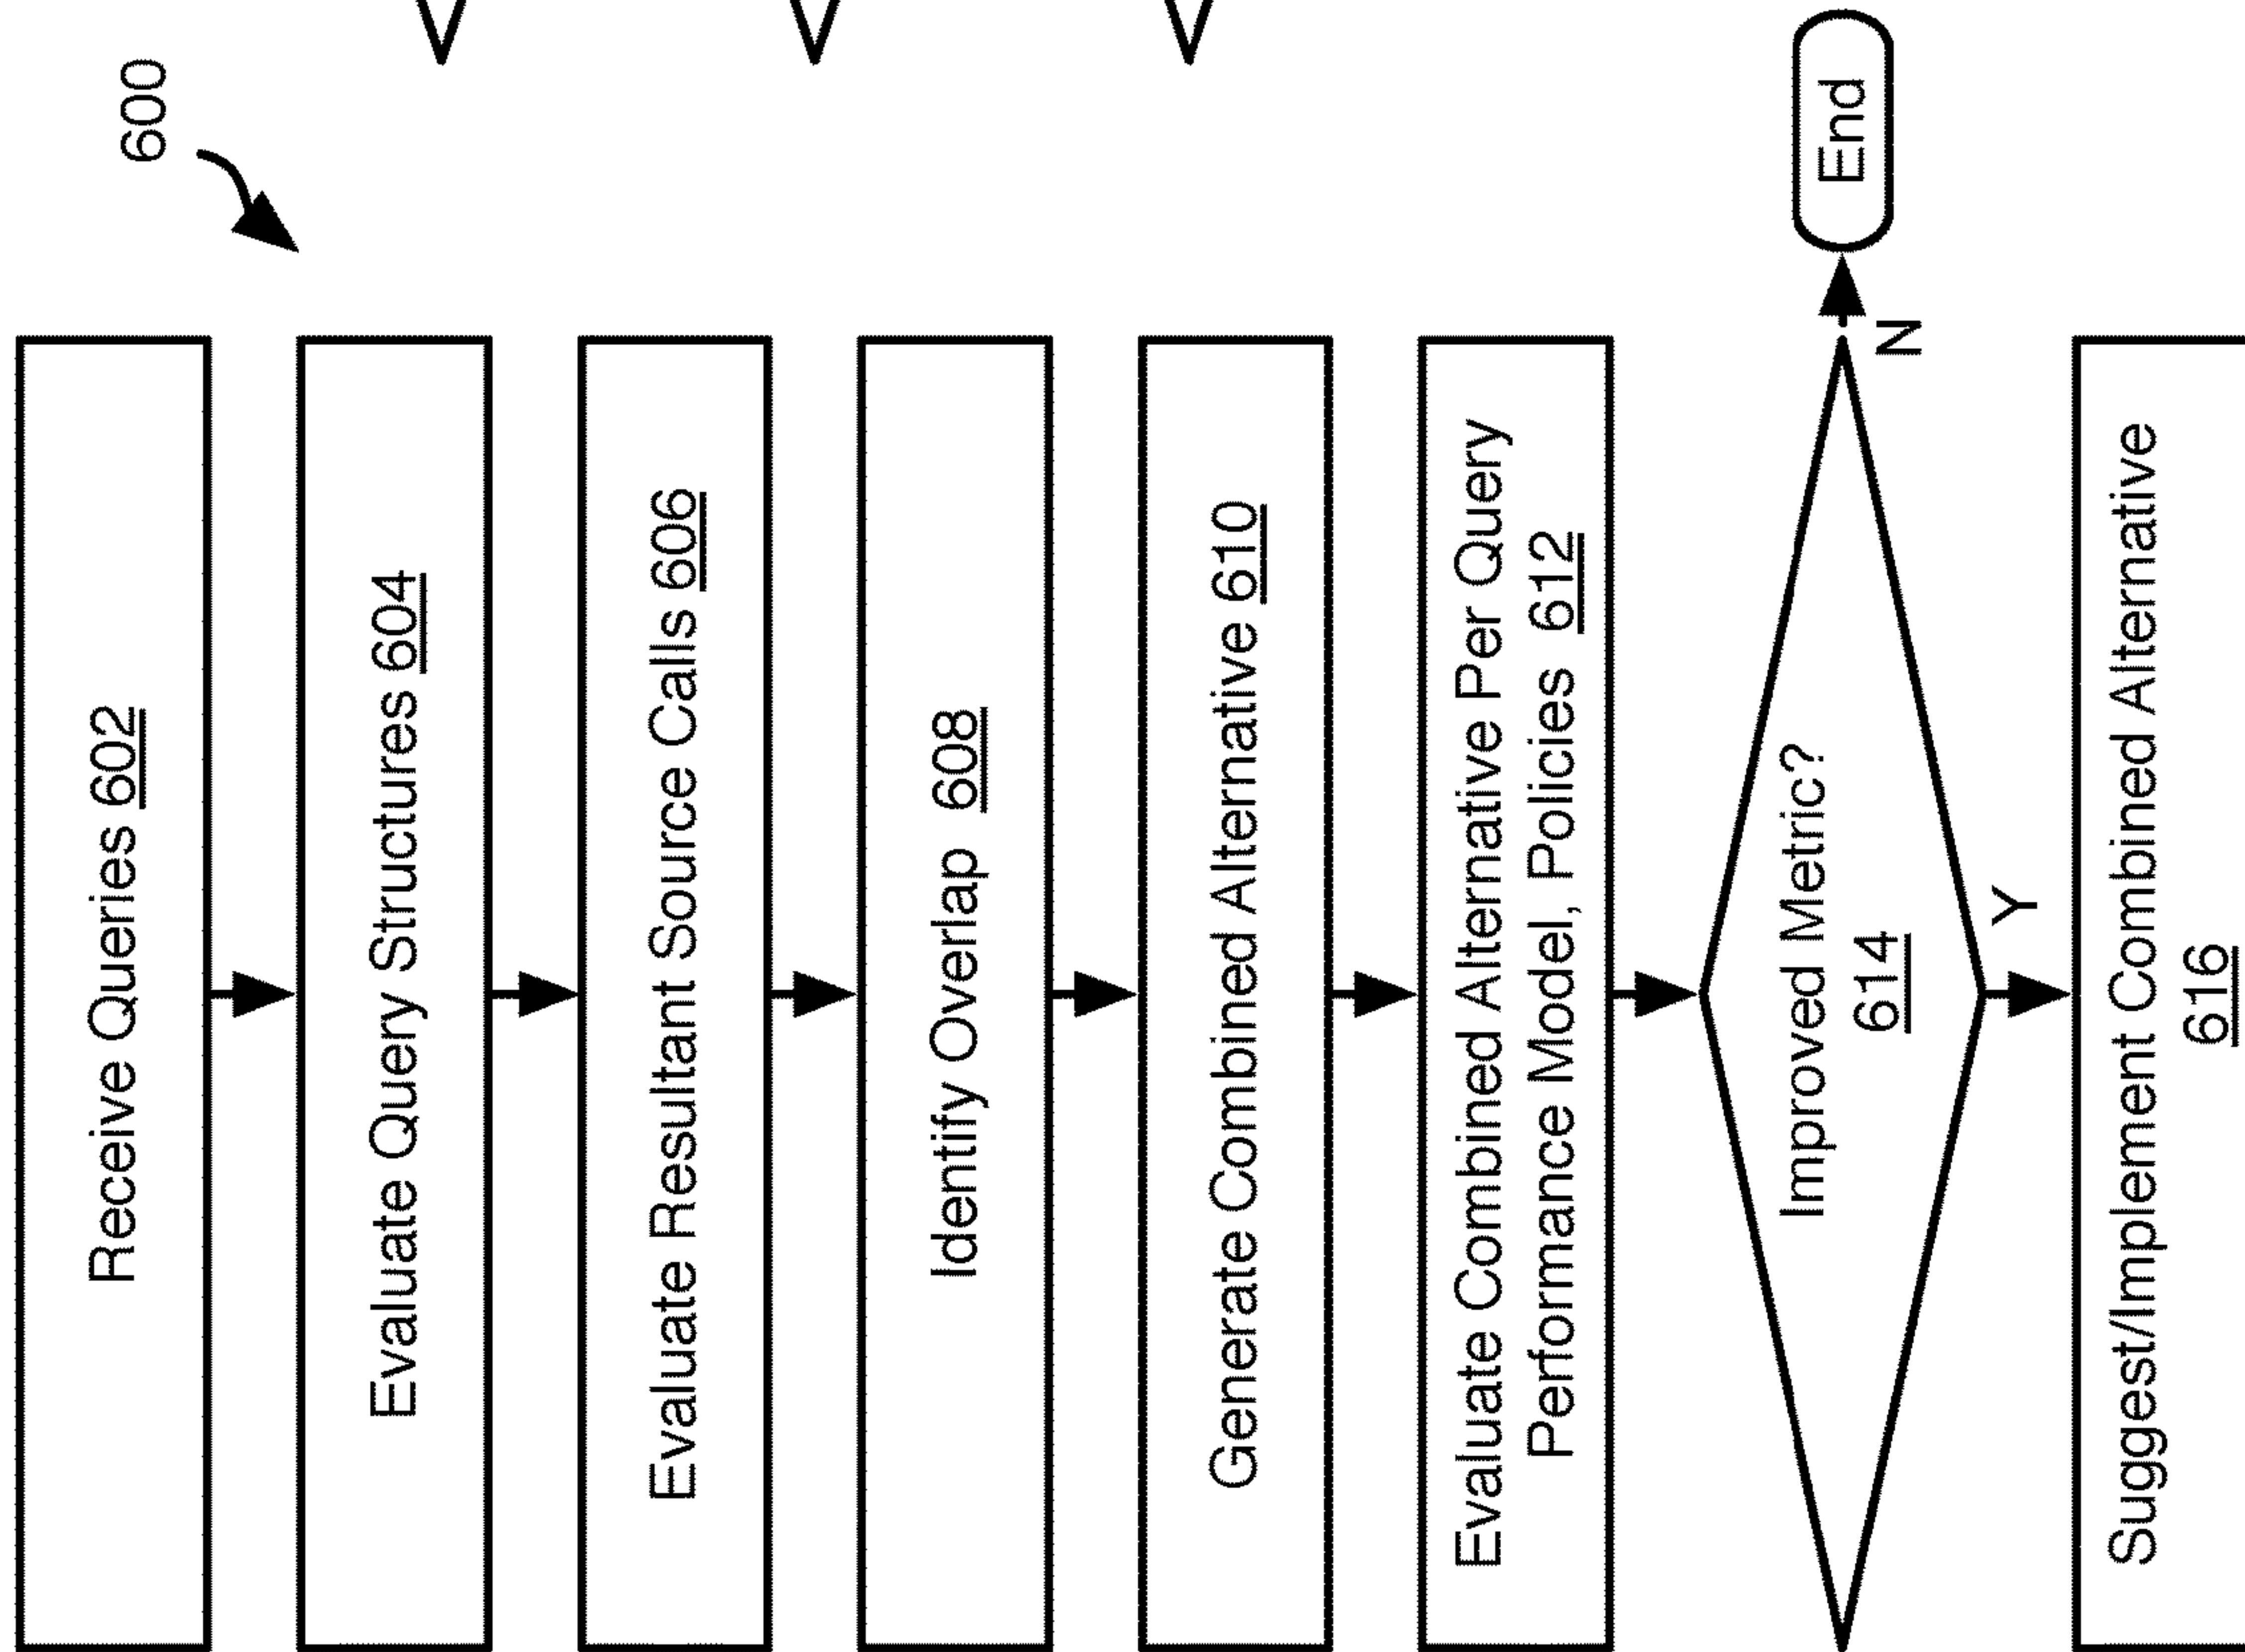 600
Receive Queries 602
Evaluate Query Structures 604
Evaluate Resultant Source Calls 606
Identify Overlap 608
Generate Combined Alternative 610
Evaluate Combined Alternative Per Query
Performance Model, Policies 612
Improved Metric?
614
N
End
Y
Suggest/Implement Combined Alternative
616